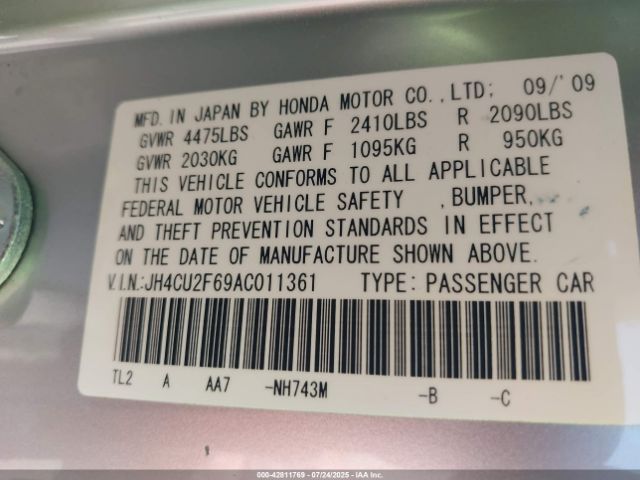 MFD. IN JAPAN BY HONDA MOTOR CO., LTD; 09/'09
GVWR 4475LBS GAWR F 2410LBS R 2090LBS
GVWR 2030KG GAWR F 1095KG R 950KG
THIS VEHICLE CONFORMS TO ALL APPLICABLE
FEDERAL MOTOR VEHICLE SAFETY , BUMPER,
AND THEFT PREVENTION STANDARDS IN EFFECT
ON THE DATE OF MANUFACTURE SHOWN ABOVE.
V.I.N.:JH4CU2F69AC011361 TYPE: PASSENGER CAR
TL2 A AA7 -NH743M -B -C
000-42811769 | 07/24/2025 | IAA Inc.